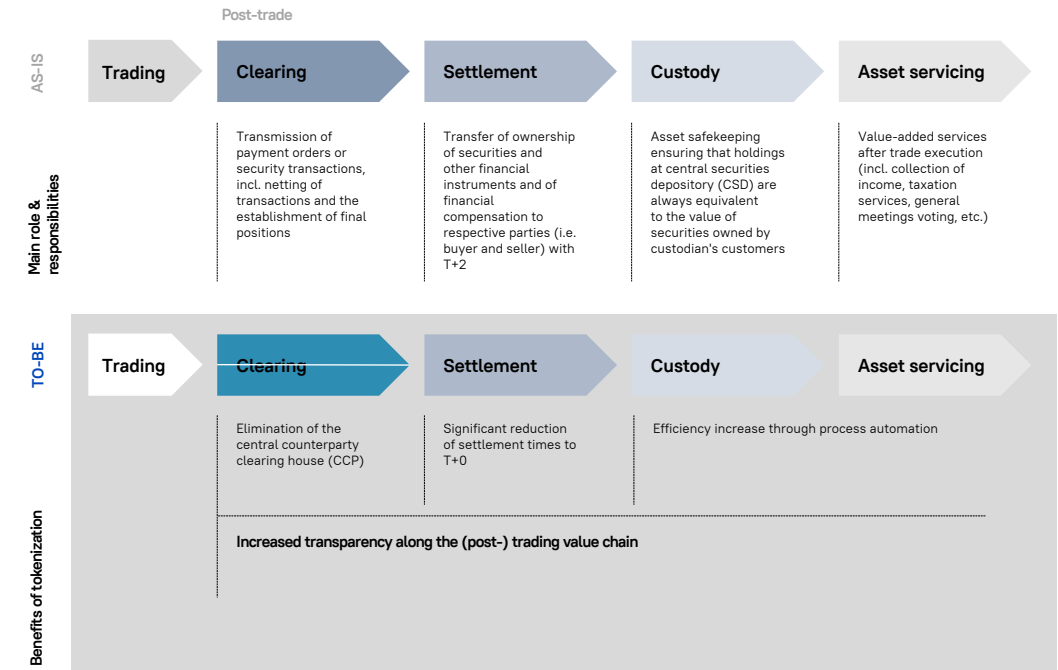 Post-trade
AS-IS
Trading
Clearing
Settlement
Custody
Asset servicing
Main role &
responsibilities
Transmission of
payment orders or
security transactions,
incl. netting of
transactions and the
establishment of final
positions
Transfer of ownership
of securities and
other financial
instruments and of
financial
compensation to
respective parties (i.e.
buyer and seller) with
T+2
Asset safekeeping
ensuring that holdings
at central securities
depository (CSD) are
always equivalent
to the value of
securities owned by
custodian's customers
Value-added services
after trade execution
(incl. collection of
income, taxation
services, general
meetings voting, etc.)
TO-BE
Trading
Clearing
Settlement
Custody
Asset servicing
Benefits of tokenization
Elimination of the
central counterparty
clearing house (CCP)
Significant reduction
of settlement times to
T+0
Efficiency increase through process automation
Increased transparency along the (post-) trading value chain